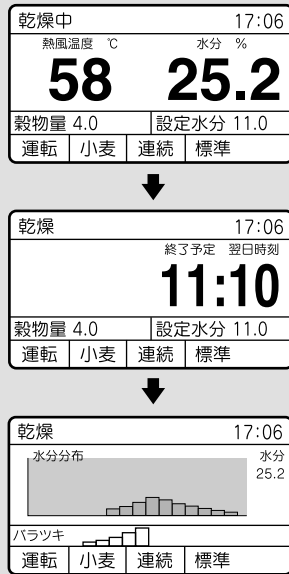 乾燥中 17:06
熱風温度 ℃ 水分 %
58 25.2
穀物量 4.0 設定水分 11.0
運転 小麦 連続 標準
乾燥 17:06
終了予定 翌日時刻
11:10
穀物量 4.0 設定水分 11.0
運転 小麦 連続 標準
乾燥 17:06
水分分布 水分
25.2
バラツキ
運転 小麦 連続 標準